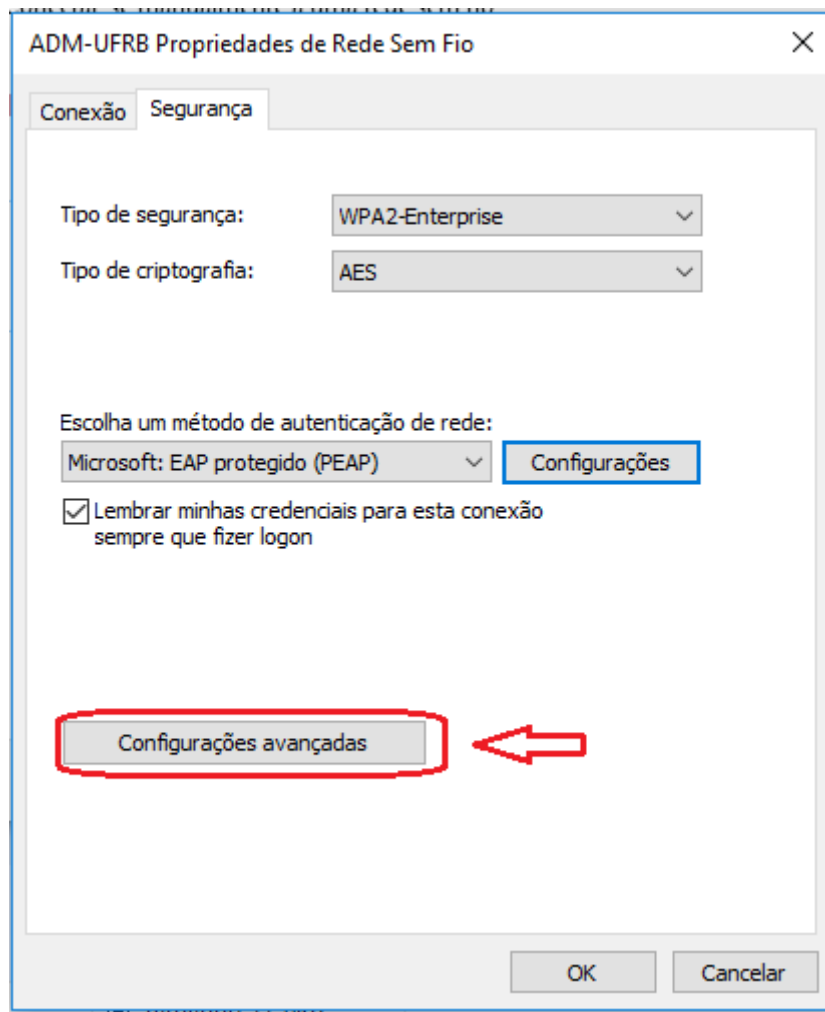 ADM-UFRB Propriedades de Rede Sem Fio
Conexão
Segurança
Tipo de segurança:
WPA2-Enterprise
Tipo de criptografia:
AES
Escolha um método de autenticação de rede:
Microsoft: EAP protegido (PEAP)
Configurações
Lembrar minhas credenciais para esta conexão
sempre que fizer logon
Configurações avançadas
OK
Cancelar